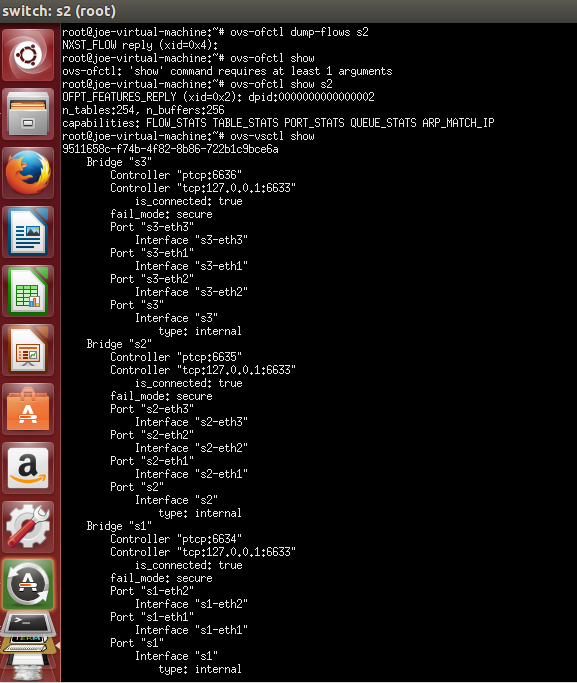 switch: s2 (root)
root@joe-virtual-machine:~# ovs-ofctl dump-flows s2
NXST_FLOW reply (xid=0x4):
root@joe-virtual-machine:~# ovs-ofctl show
ovs-ofctl: 'show' command requires at least 1 arguments
root@joe-virtual-machine:~# ovs-ofctl show s2
OFPT_FEATURES_REPLY (xid=0x2): dpid:0000000000000002
n_tables:254, n_buffers:256
capabilities: FLOW_STATS TABLE_STATS PORT_STATS QUEUE_STATS ARP_MATCH_IP
root@joe-virtual-machine:~# ovs-vsctl show
9511658c-f74b-4f82-8b86-722b1c9bce6a
    Bridge "s3"
        Controller "ptcp:6636"
        Controller "tcp:127.0.0.1:6633"
            is_connected: true
        fail_mode: secure
        Port "s3-eth3"
            Interface "s3-eth3"
        Port "s3-eth1"
            Interface "s3-eth1"
        Port "s3-eth2"
            Interface "s3-eth2"
        Port "s3"
            Interface "s3"
                type: internal
    Bridge "s2"
        Controller "ptcp:6635"
        Controller "tcp:127.0.0.1:6633"
            is_connected: true
        fail_mode: secure
        Port "s2-eth3"
            Interface "s2-eth3"
        Port "s2-eth2"
            Interface "s2-eth2"
        Port "s2-eth1"
            Interface "s2-eth1"
        Port "s2"
            Interface "s2"
                type: internal
    Bridge "s1"
        Controller "ptcp:6634"
        Controller "tcp:127.0.0.1:6633"
            is_connected: true
        fail_mode: secure
        Port "s1-eth2"
            Interface "s1-eth2"
        Port "s1-eth1"
            Interface "s1-eth1"
        Port "s1"
            Interface "s1"
                type: internal